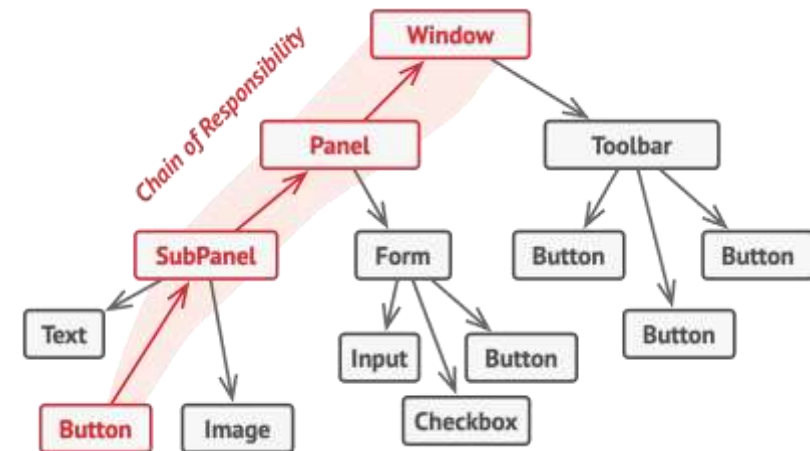 Window
Chain of Responsibility
Panel
Toolbar
SubPanel
Form
Button
Button
Text
Input
Button
Button
Button
Image
Checkbox